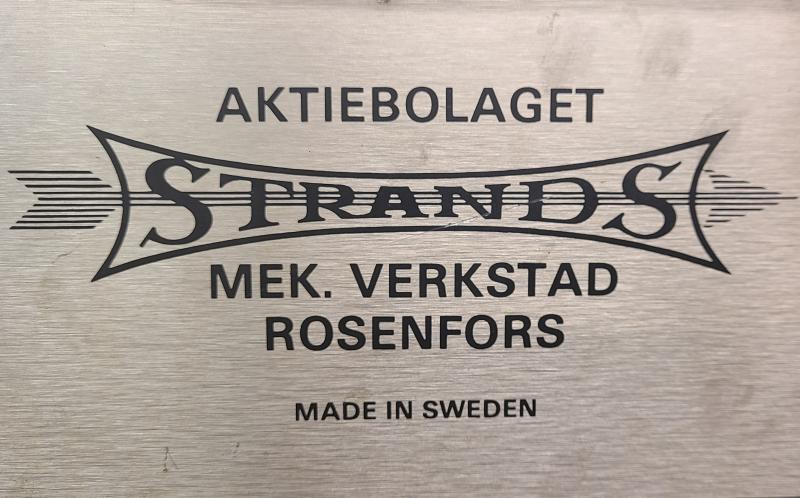 AKTIEBOLAGET
STRANDS
MEK. VERKSTAD
ROSENFORS
MADE IN SWEDEN